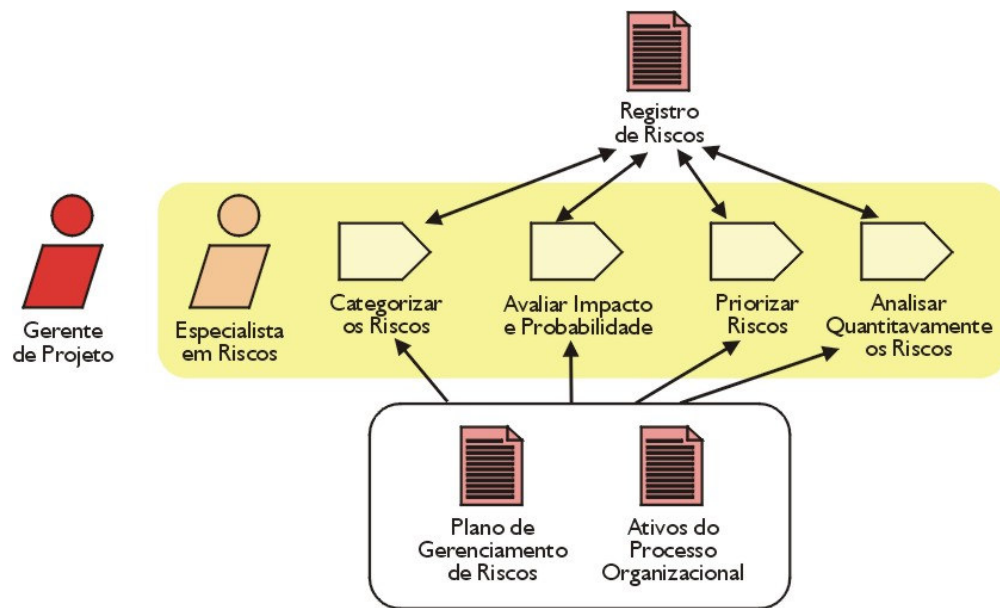 Registro
de Riscos
Gerente
de Projeto
Especialista
em Riscos
Categorizar
os Riscos
Avaliar Impacto
e Probabilidade
Priorizar
Riscos
Analisar
Quantitavamente
os Riscos
Plano de
Gerenciamento
de Riscos
Ativos do
Processo
Organizacional